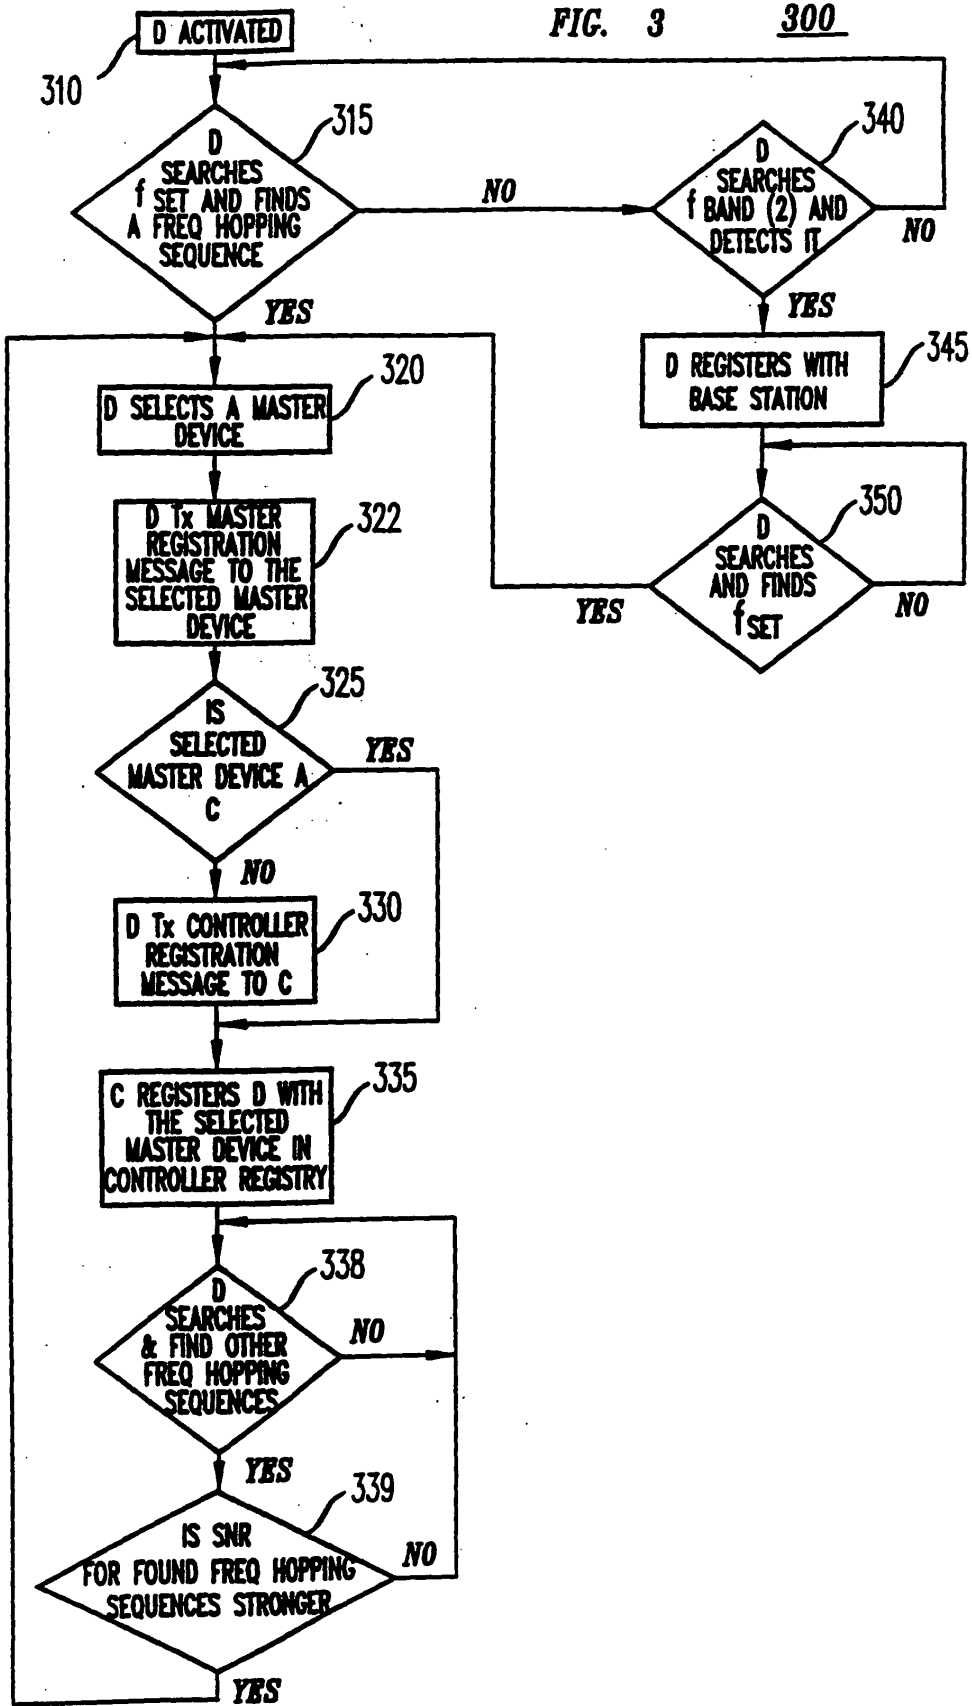 FIG. 3 300
D ACTIVATED
310
D
SEARCHES
f SET AND FINDS
A FREQ HOPPING
SEQUENCE
315
NO
YES
D
SEARCHES
f BAND (2) AND
DETECTS IT
340
NO
YES
D REGISTERS WITH
BASE STATION
345
D
SEARCHES
AND FINDS
f SET
350
NO
YES
D SELECTS A MASTER
DEVICE
320
D Tx MASTER
REGISTRATION
MESSAGE TO THE
SELECTED MASTER
DEVICE
322
IS
SELECTED
MASTER DEVICE A
C
325
YES
NO
D Tx CONTROLLER
REGISTRATION
MESSAGE TO C
330
C REGISTERS D WITH
THE SELECTED
MASTER DEVICE IN
CONTROLLER REGISTRY
335
D
SEARCHES
& FIND OTHER
FREQ HOPPING
SEQUENCES
338
NO
YES
IS SNR
FOR FOUND FREQ HOPPING
SEQUENCES STRONGER
339
NO
YES